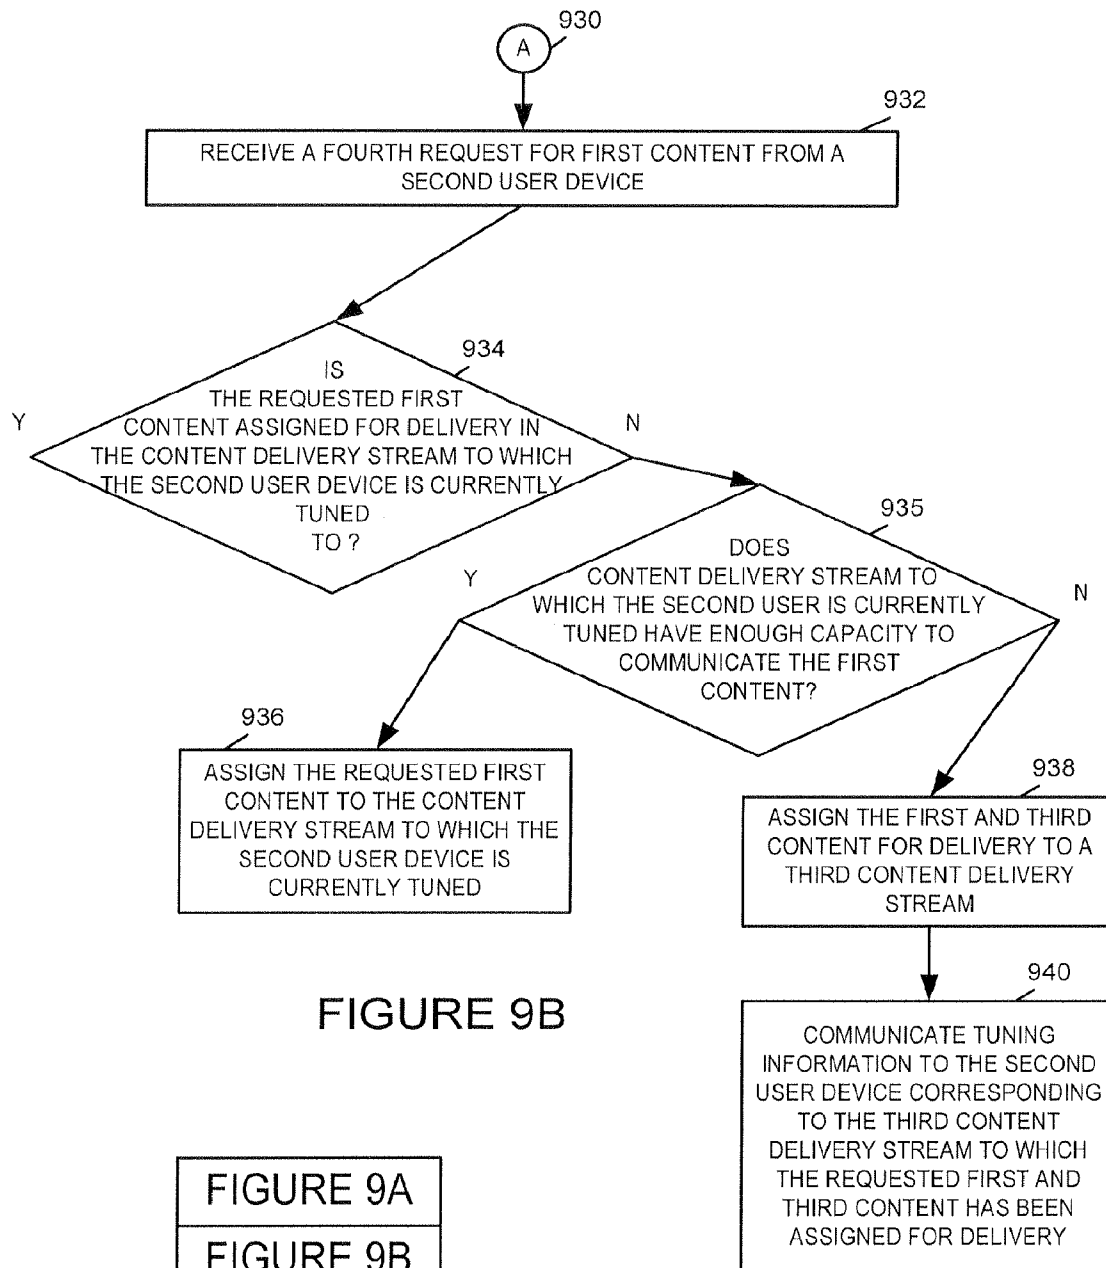 930
A
932
RECEIVE A FOURTH REQUEST FOR FIRST CONTENT FROM A
SECOND USER DEVICE
934
IS
THE REQUESTED FIRST
CONTENT ASSIGNED FOR DELIVERY IN
THE CONTENT DELIVERY STREAM TO WHICH
THE SECOND USER DEVICE IS CURRENTLY
TUNED
TO ?
Y
N
935
DOES
CONTENT DELIVERY STREAM TO
WHICH THE SECOND USER IS CURRENTLY
TUNED HAVE ENOUGH CAPACITY TO
COMMUNICATE THE FIRST
CONTENT?
Y
N
936
ASSIGN THE REQUESTED FIRST
CONTENT TO THE CONTENT
DELIVERY STREAM TO WHICH THE
SECOND USER DEVICE IS
CURRENTLY TUNED
938
ASSIGN THE FIRST AND THIRD
CONTENT FOR DELIVERY TO A
THIRD CONTENT DELIVERY
STREAM
940
COMMUNICATE TUNING
INFORMATION TO THE SECOND
USER DEVICE CORRESPONDING
TO THE THIRD CONTENT
DELIVERY STREAM TO WHICH
THE REQUESTED FIRST AND
THIRD CONTENT HAS BEEN
ASSIGNED FOR DELIVERY
FIGURE 9B
FIGURE 9A
FIGURE 9B